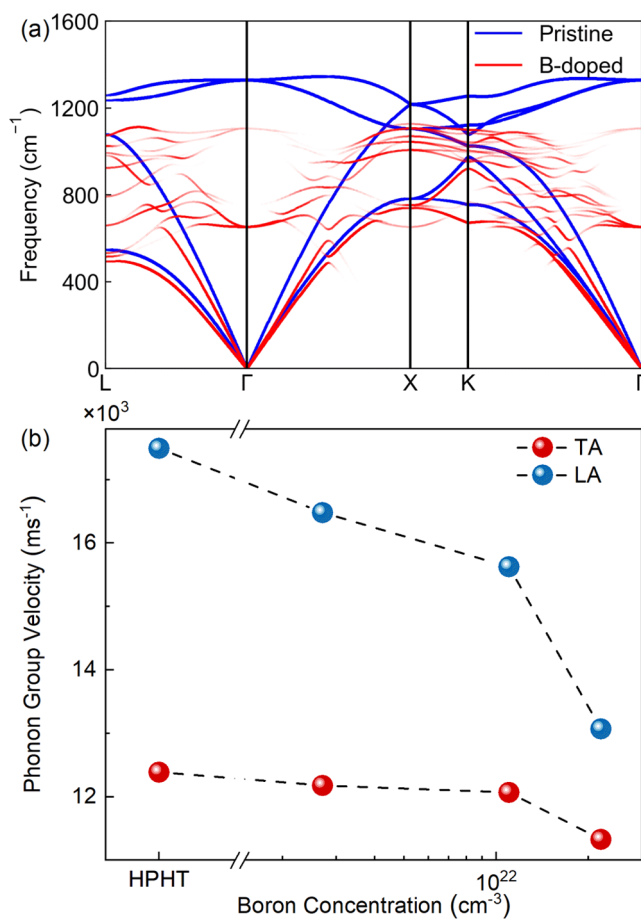 (a)
1600
1200
800
400
0
Frequency (cm⁻¹)
Pristine
B-doped
L Γ X K Γ
×10³
(b)
16
14
12
Phonon Group Velocity (ms⁻¹)
TA
LA
HPHT 10²²
Boron Concentration (cm⁻³)